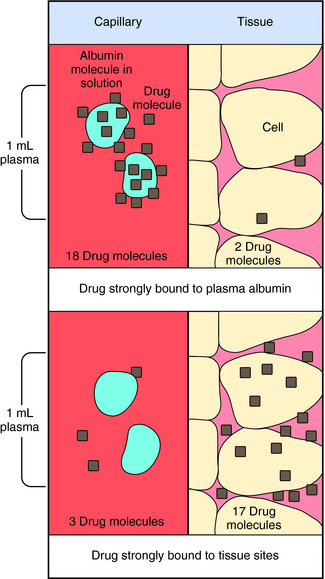 Capillary
Tissue
Albumin
molecule in
solution
Drug
molecule
Cell
1 mL
plasma
18 Drug molecules
2 Drug
molecules
Drug strongly bound to plasma albumin
1 mL
plasma
3 Drug molecules
17 Drug
molecules
Drug strongly bound to tissue sites